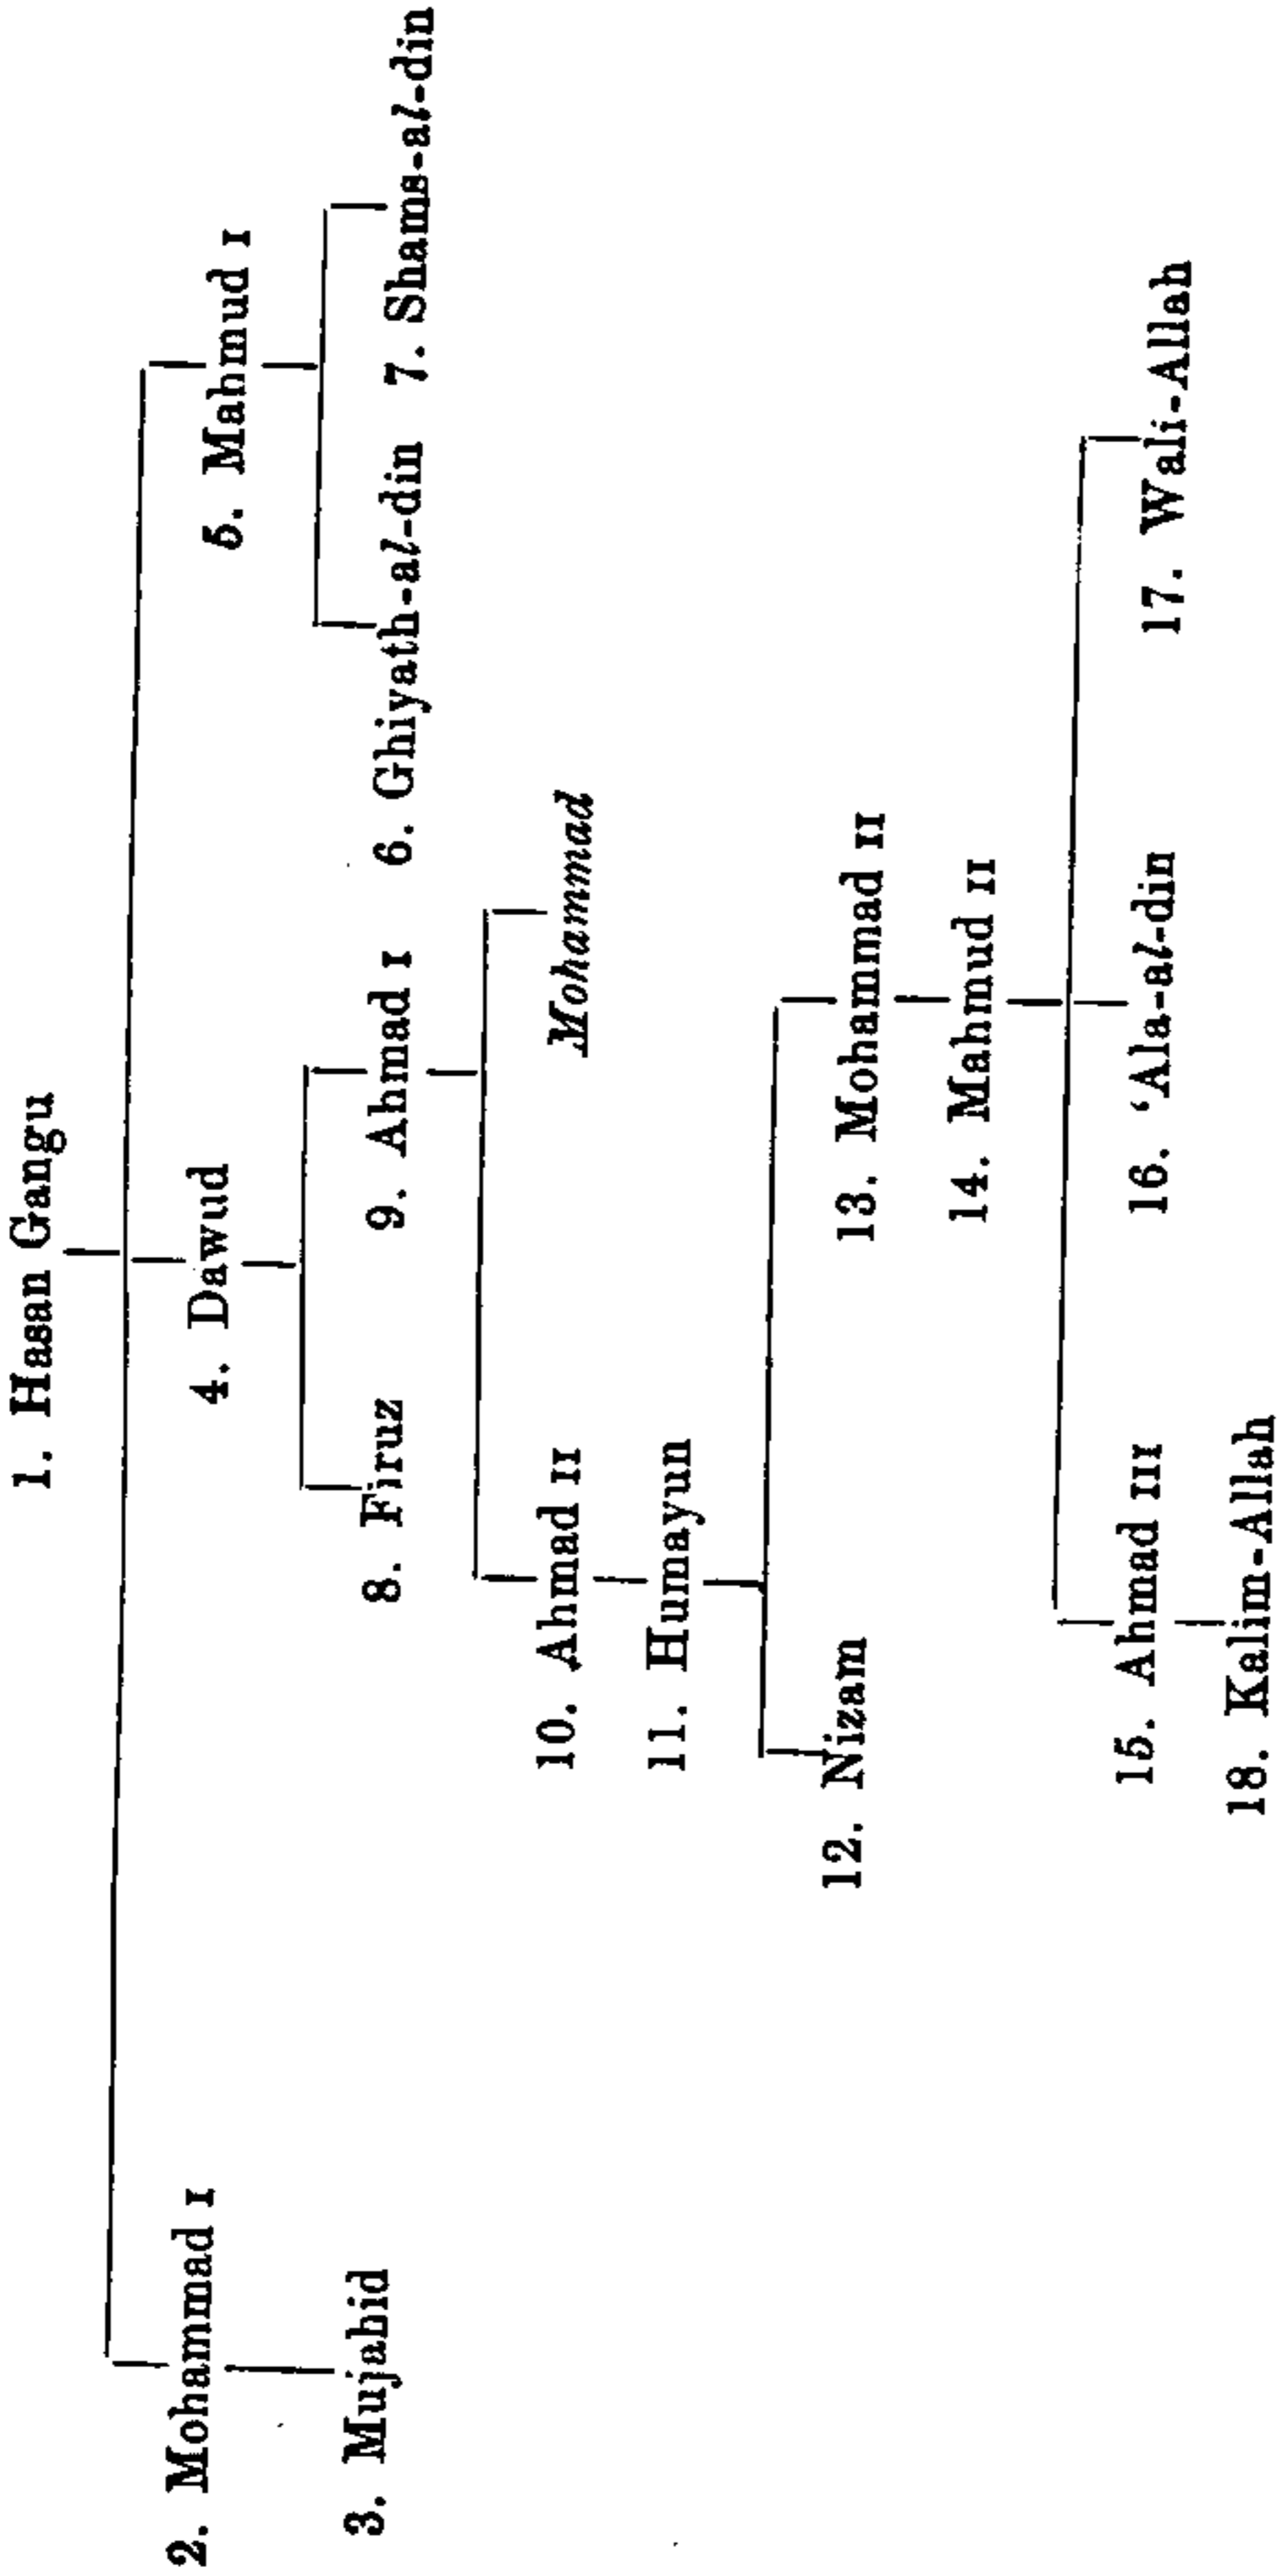 1. Hasan Gangu
2. Mohammad I
4. Dawud
5. Mahmud I
3. Mujahid
8. Firuz
9. Ahmad I
6. Ghiyath-al-din
7. Shams-al-din
10. Ahmad II
Mohammad
11. Humayun
12. Nizam
13. Mohammad II
14. Mahmud II
15. Ahmad III
16. ‘Ala-al-din
17. Wali-Allah
18. Kalim-Allah